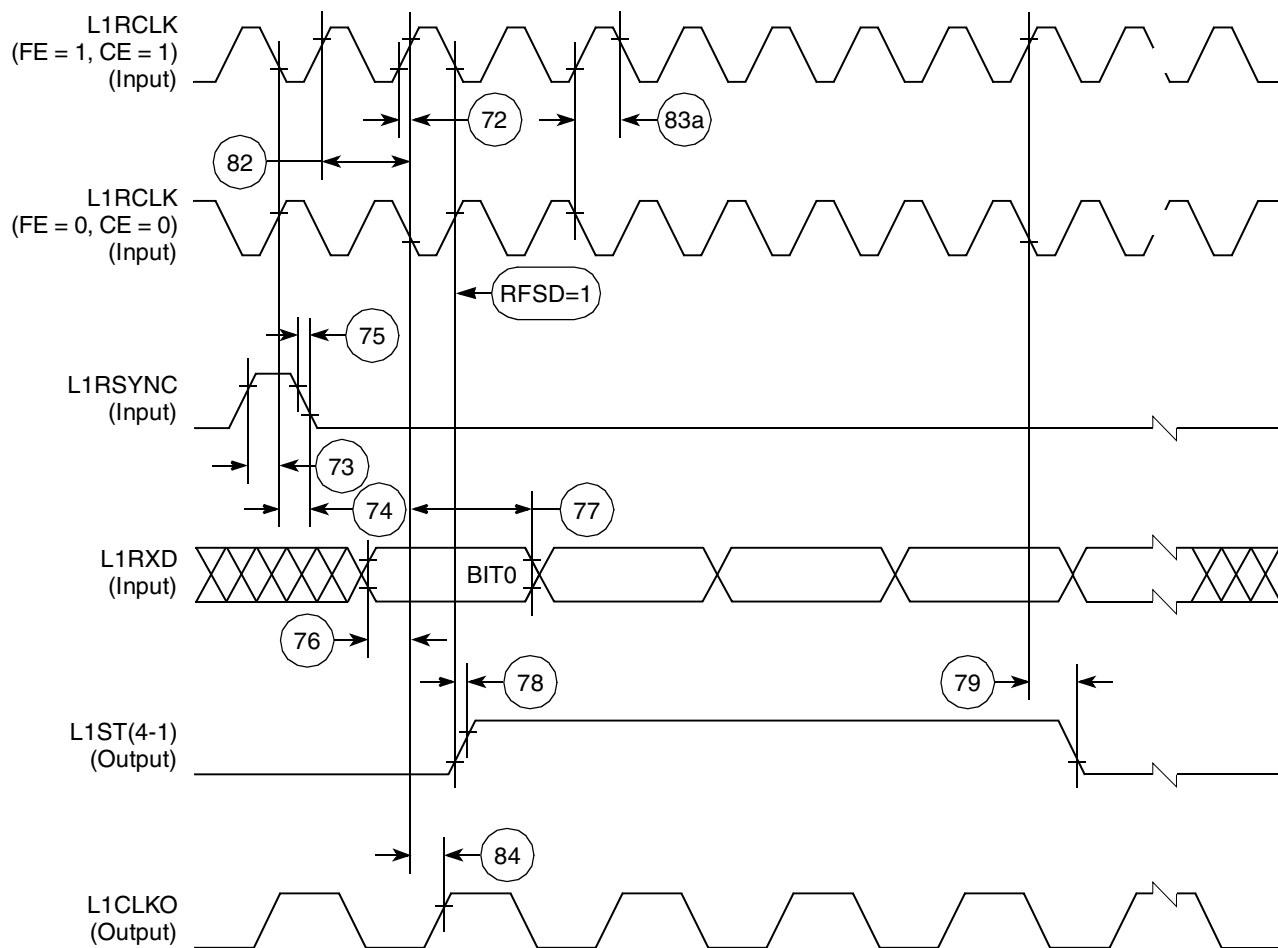 L1RCLK
(FE = 1, CE = 1)
(Input)
72
83a
82
L1RCLK
(FE = 0, CE = 0)
(Input)
RFSD=1
75
L1RSYNC
(Input)
73
74
77
L1RXD
(Input)
BIT0
76
78
79
L1ST(4-1)
(Output)
84
L1CLKO
(Output)